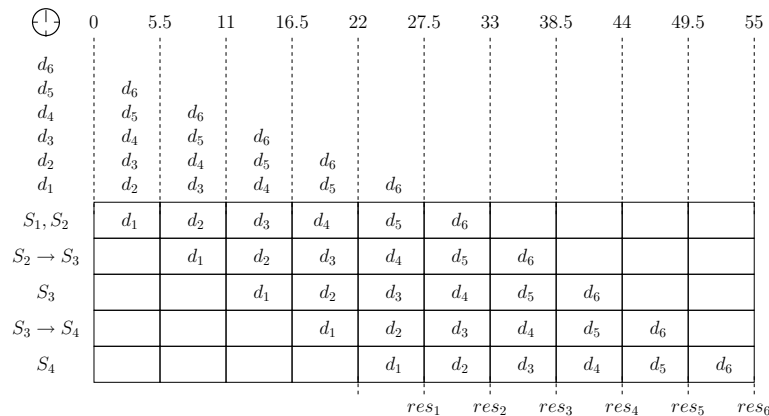 0 5.5 11 16.5 22 27.5 33 38.5 44 49.5 55
d₆
d₅ d₆
d₄ d₅ d₆
d₃ d₄ d₅ d₆
d₂ d₃ d₄ d₅ d₆
d₁ d₂ d₃ d₄ d₅ d₆
S₁, S₂ d₁ d₂ d₃ d₄ d₅ d₆
S₂ → S₃ d₁ d₂ d₃ d₄ d₅ d₆
S₃ d₁ d₂ d₃ d₄ d₅ d₆
S₃ → S₄ d₁ d₂ d₃ d₄ d₅ d₆
S₄ d₁ d₂ d₃ d₄ d₅ d₆
res₁ res₂ res₃ res₄ res₅ res₆